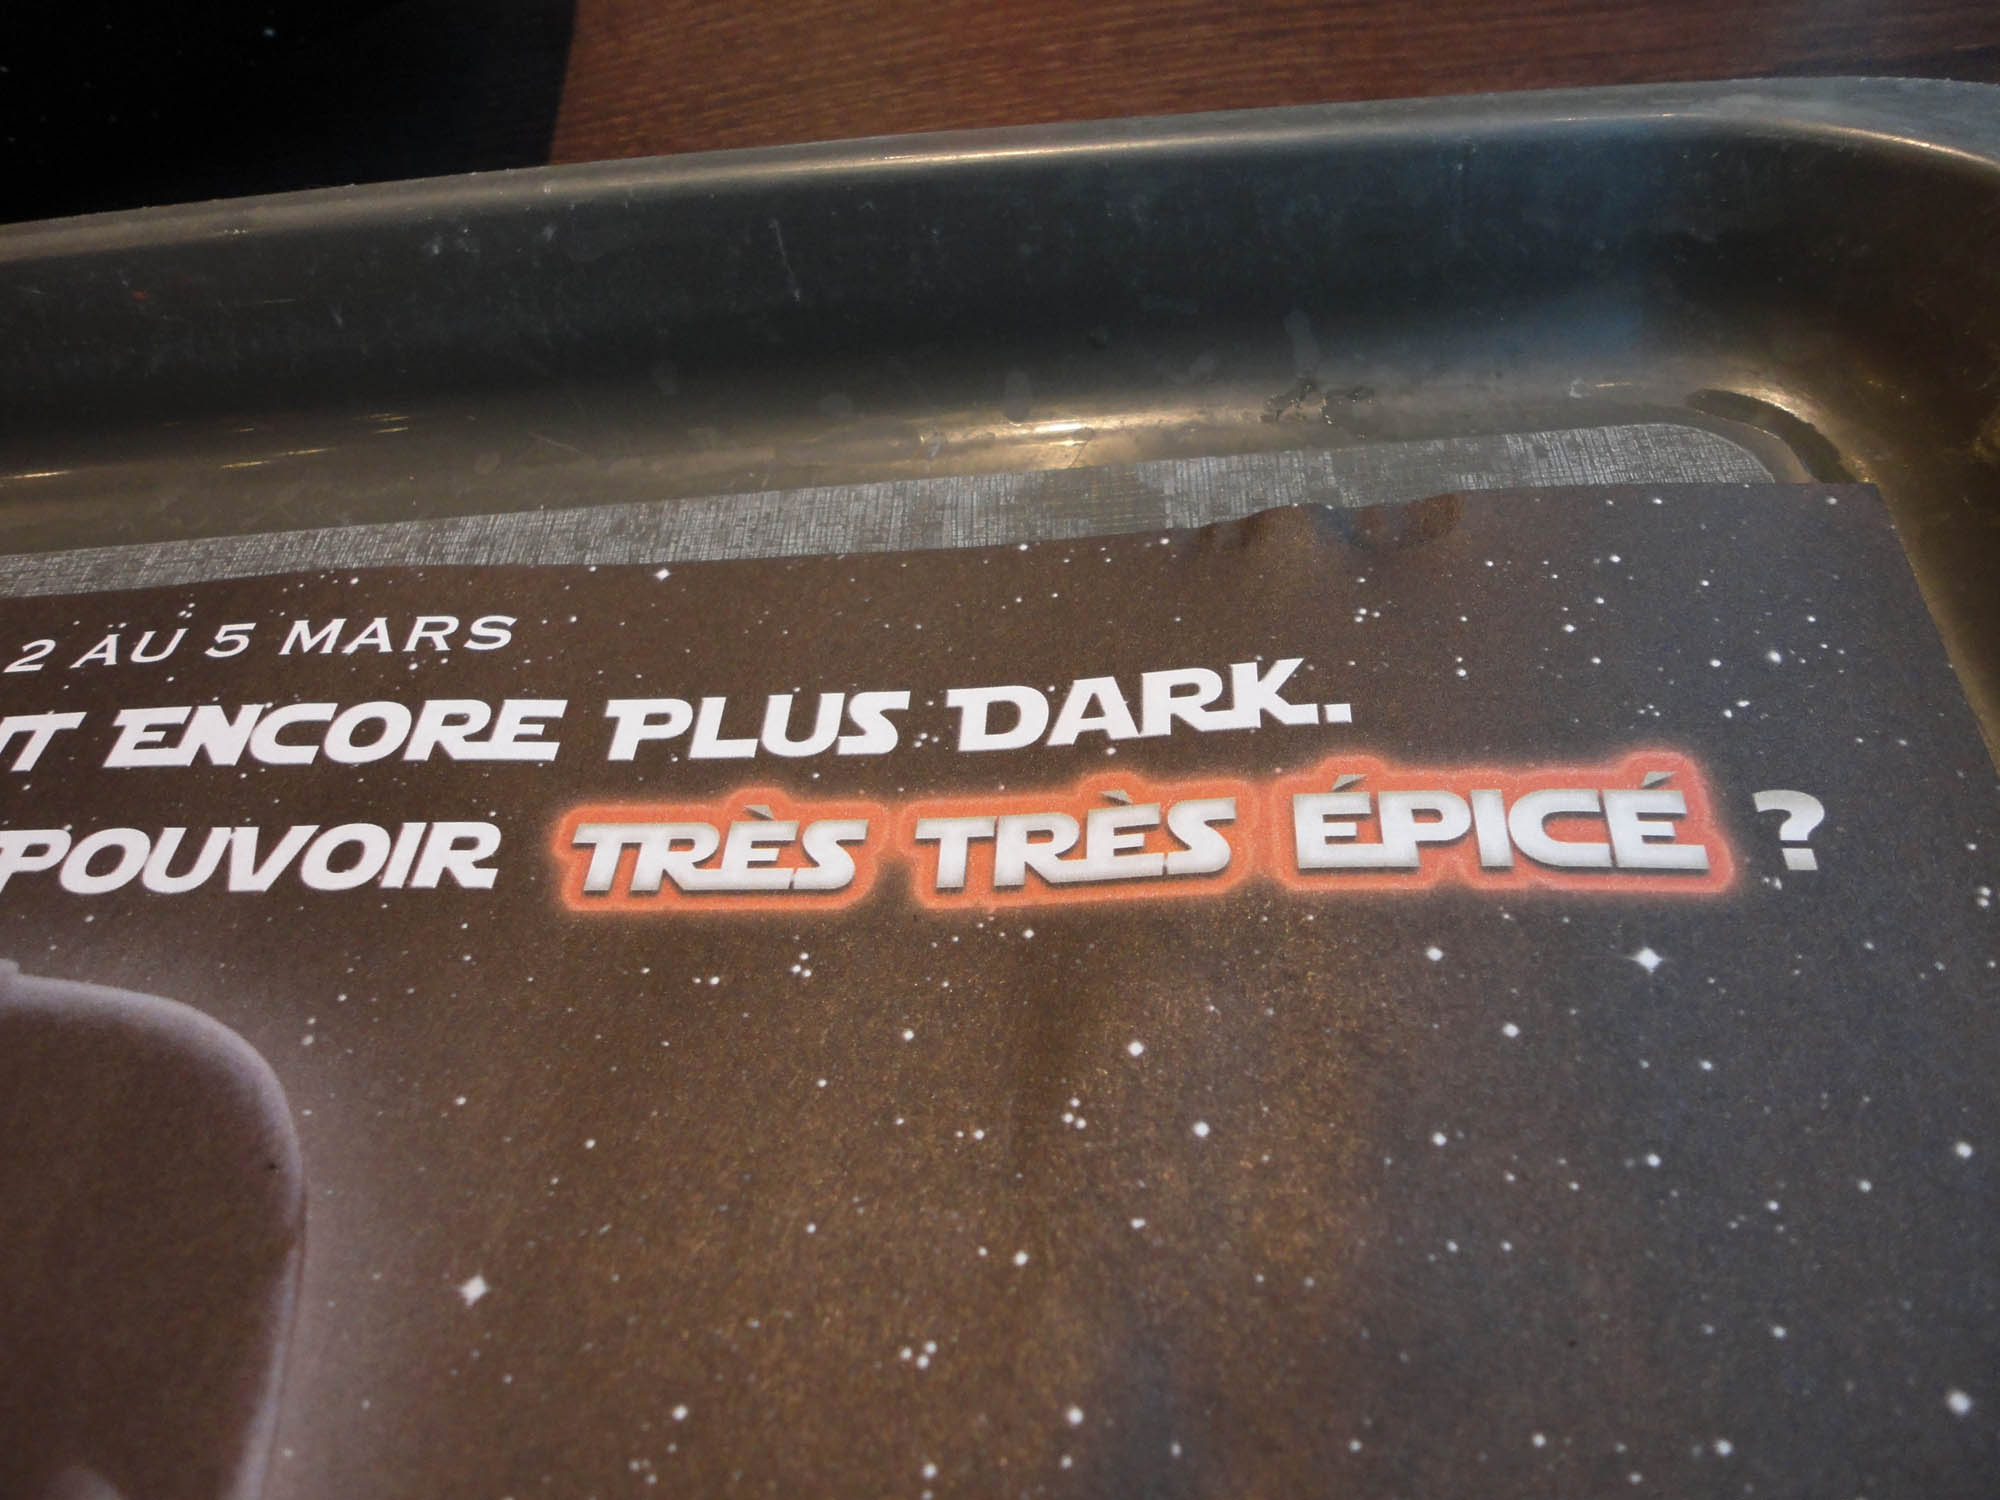 2 AU 5 MARS
ENCORE PLUS DARK.
POUVOIR TRÈS TRÈS ÉPICÉ ?